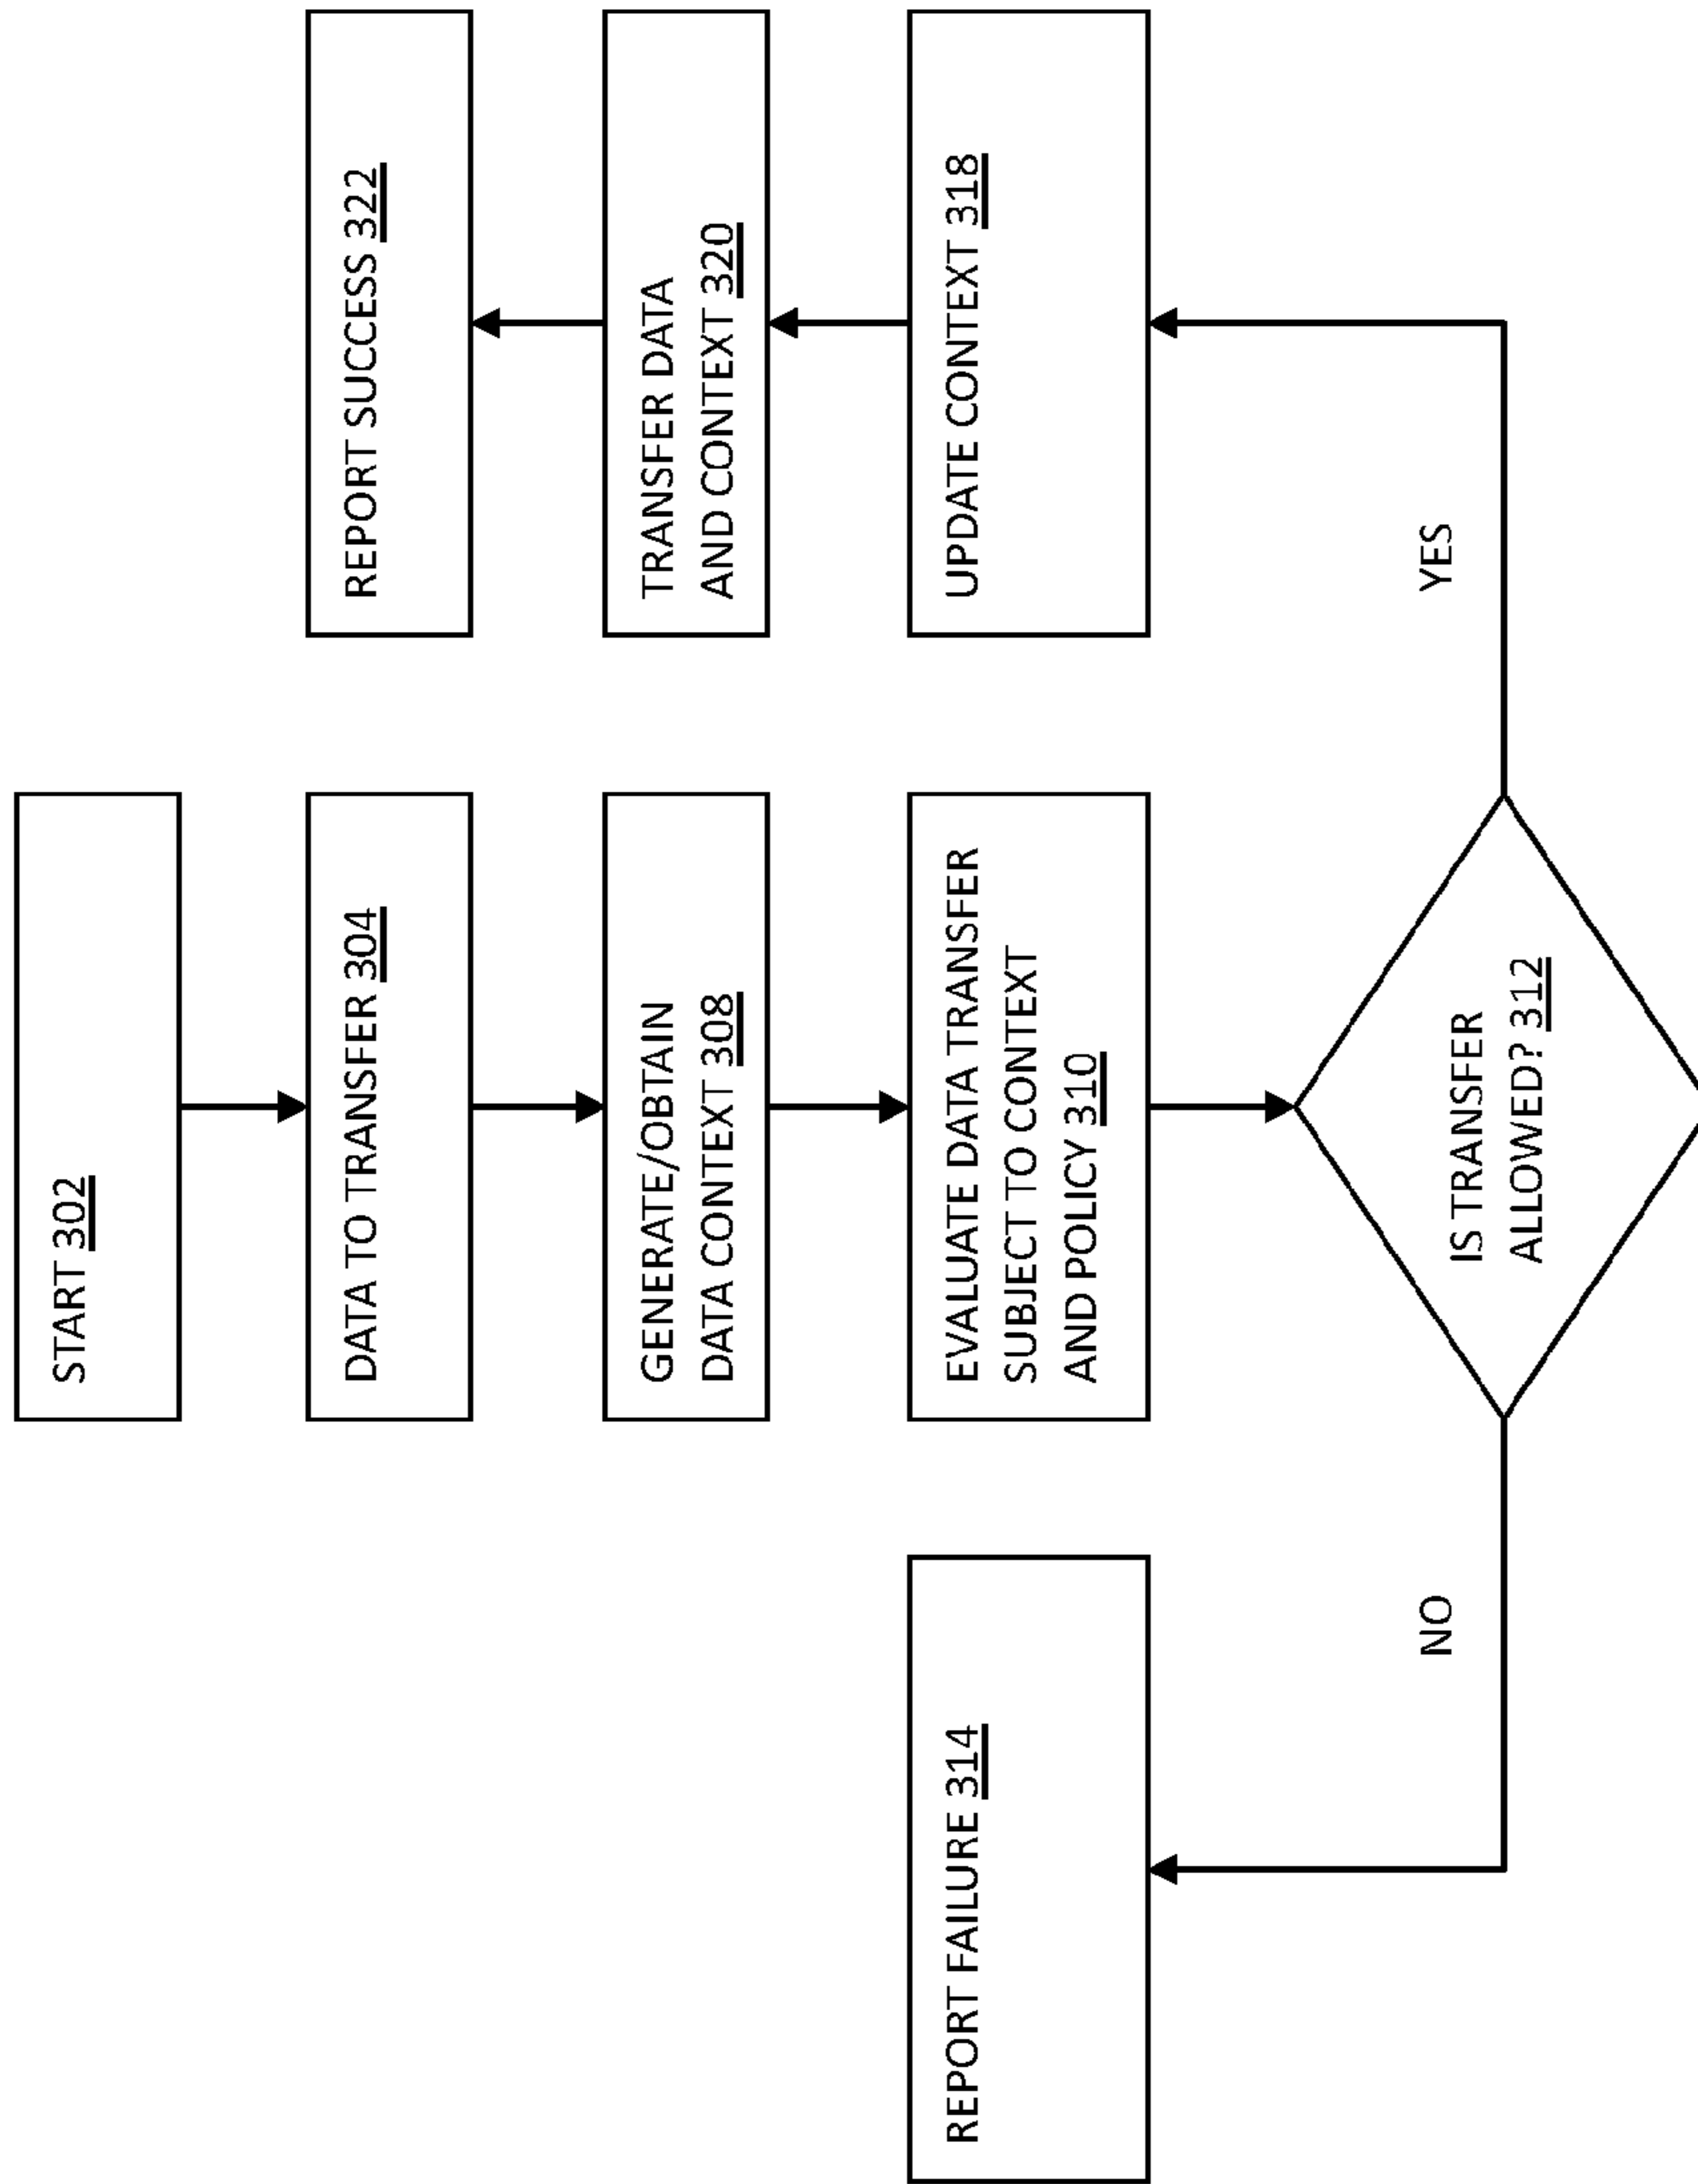 START 302
DATA TO TRANSFER 304
GENERATE/OBTAIN
DATA CONTEXT 308
EVALUATE DATA TRANSFER
SUBJECT TO CONTEXT
AND POLICY 310
IS TRANSFER
ALLOWED? 312
NO
REPORT FAILURE 314
YES
UPDATE CONTEXT 318
TRANSFER DATA
AND CONTEXT 320
REPORT SUCCESS 322